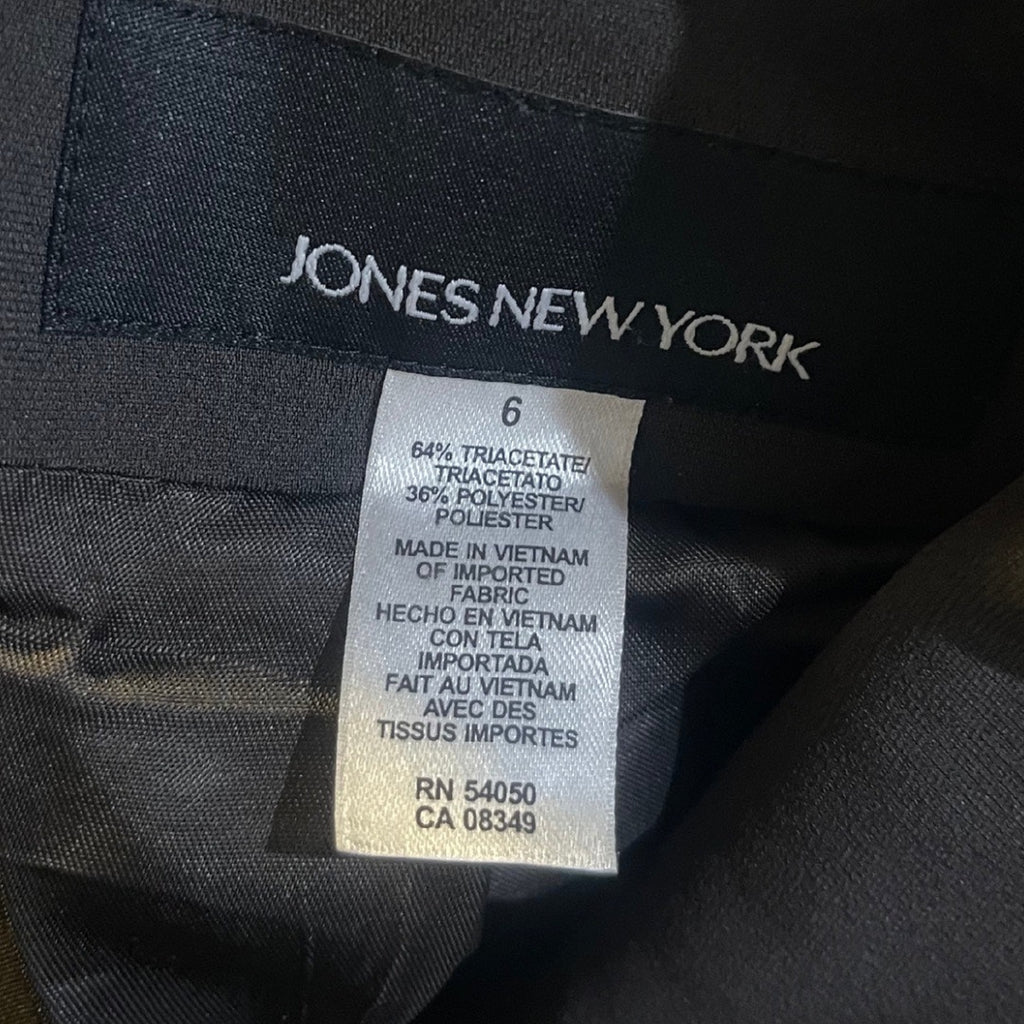 JONES NEW YORK
6
64% TRIACETATE/
TRIACETATO
36% POLYESTER/
POLIESTER
MADE IN VIETNAM
OF IMPORTED
FABRIC
HECHO EN VIETNAM
CON TELA
IMPORTADA
FAIT AU VIETNAM
AVEC DES
TISSUS IMPORTES
RN 54050
CA 08349